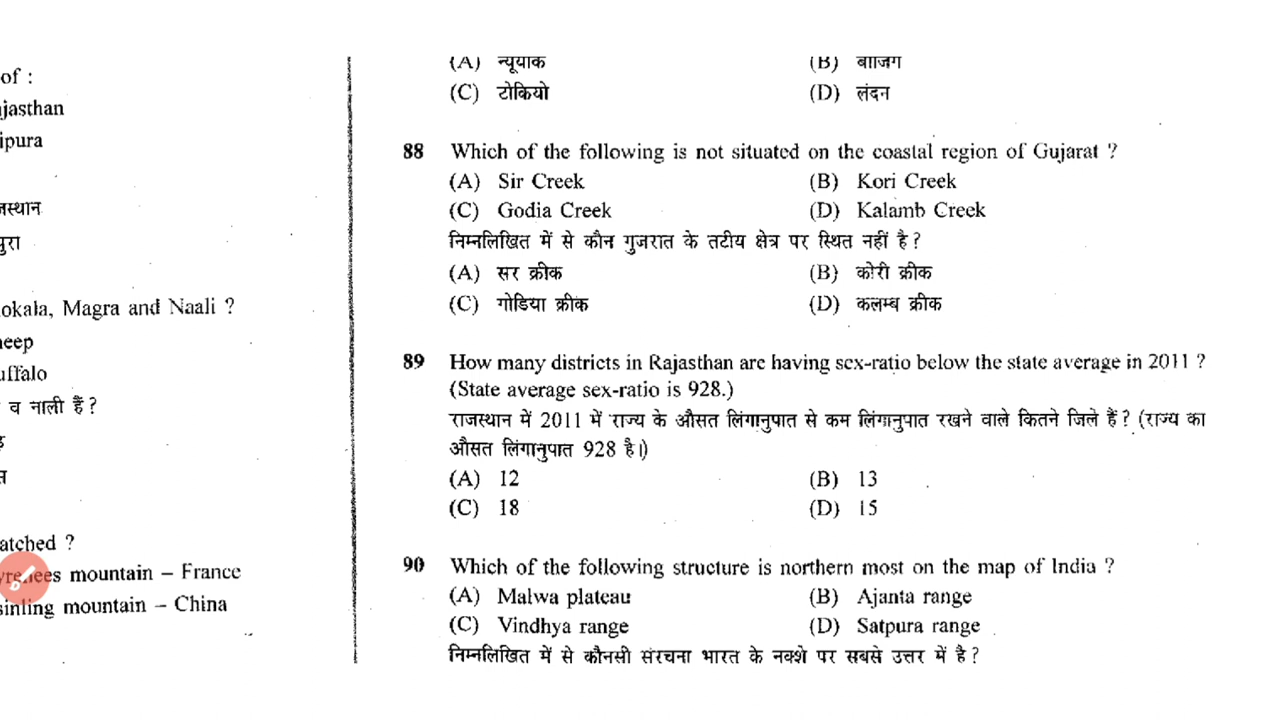 of :
jasthan
ipura
जस्थान
पुरा
okala, Magra and Naali ?
eep
uffalo
व नाली हैं ?
atched ?
yrenees mountain – France
sinling mountain – China
(A) न्यूयार्क
(B) बीजिंग
(C) टोकियो
(D) लंदन
88 Which of the following is not situated on the coastal region of Gujarat ?
(A) Sir Creek
(B) Kori Creek
(C) Godia Creek
(D) Kalamb Creek
निम्नलिखित में से कौन गुजरात के तटीय क्षेत्र पर स्थित नहीं है ?
(A) सर क्रीक
(B) कोरी क्रीक
(C) गोडिया क्रीक
(D) कलम्ब क्रीक
89 How many districts in Rajasthan are having sex-ratio below the state average in 2011 ?
(State average sex-ratio is 928.)
राजस्थान में 2011 में राज्य के औसत लिंगानुपात से कम लिंगानुपात रखने वाले कितने जिले हैं ? (राज्य का
औसत लिंगानुपात 928 है।)
(A) 12
(B) 13
(C) 18
(D) 15
90 Which of the following structure is northern most on the map of India ?
(A) Malwa plateau
(B) Ajanta range
(C) Vindhya range
(D) Satpura range
निम्नलिखित में से कौनसी संरचना भारत के नक्शे पर सबसे उत्तर में है ?